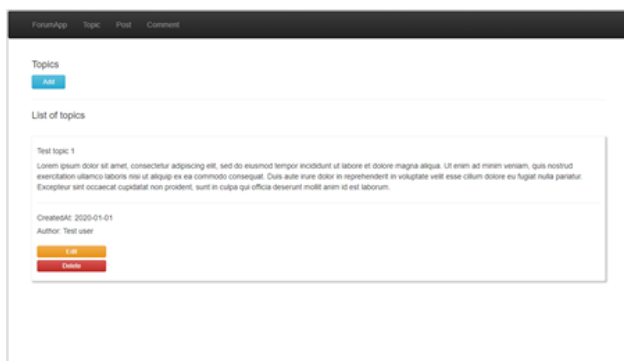 ForumApp Topic Post Comment
Topics
Add
List of topics
Test topic 1
Lorem ipsum dolor sit amet, consectetur adipiscing elit, sed do eiusmod tempor incididunt ut labore et dolore magna aliqua. Ut enim ad minim veniam, quis nostrud
exercitation ullamco laboris nisi ut aliquip ex ea commodo consequat. Duis aute irure dolor in reprehenderit in voluptate velit esse cillum dolore eu fugiat nulla pariatur.
Excepteur sint occaecat cupidatat non proident, sunt in culpa qui officia deserunt mollit anim id est laborum.
CreatedAt: 2020-01-01
Author: Test user
Edit
Delete